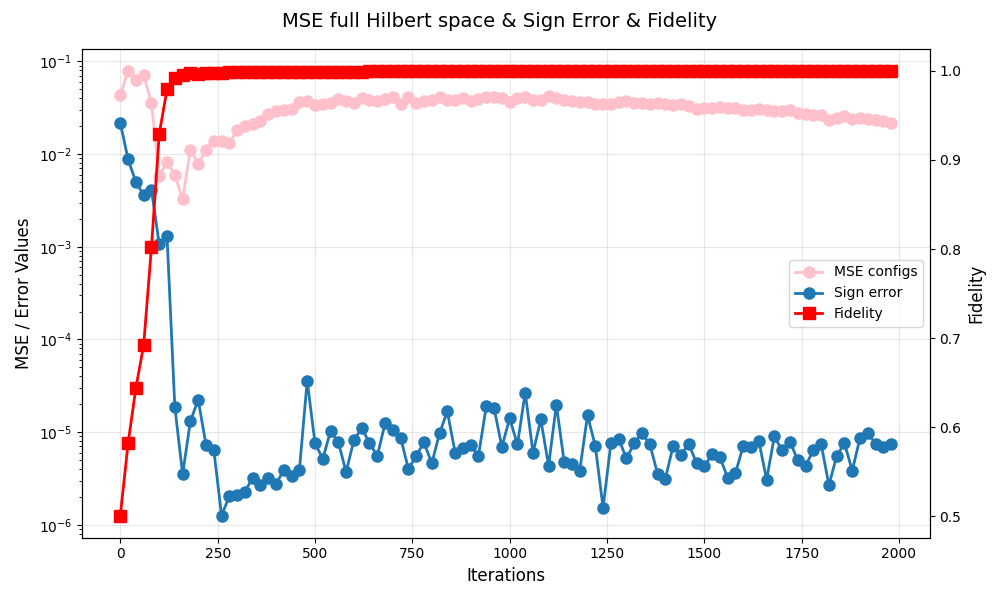 MSE full Hilbert space & Sign Error & Fidelity
MSE / Error Values
10⁻¹
10⁻²
10⁻³
10⁻⁴
10⁻⁵
10⁻⁶
1.0
0.9
0.8
0.7
0.6
0.5
Fidelity
MSE configs
Sign error
Fidelity
0 250 500 750 1000 1250 1500 1750 2000
Iterations